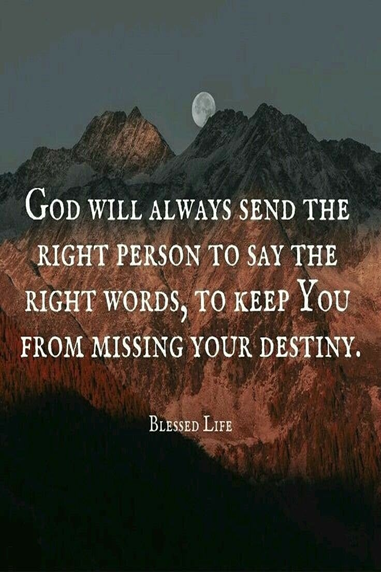 God will always send the
right person to say the
right words, to keep You
from missing your destiny.
Blessed Life